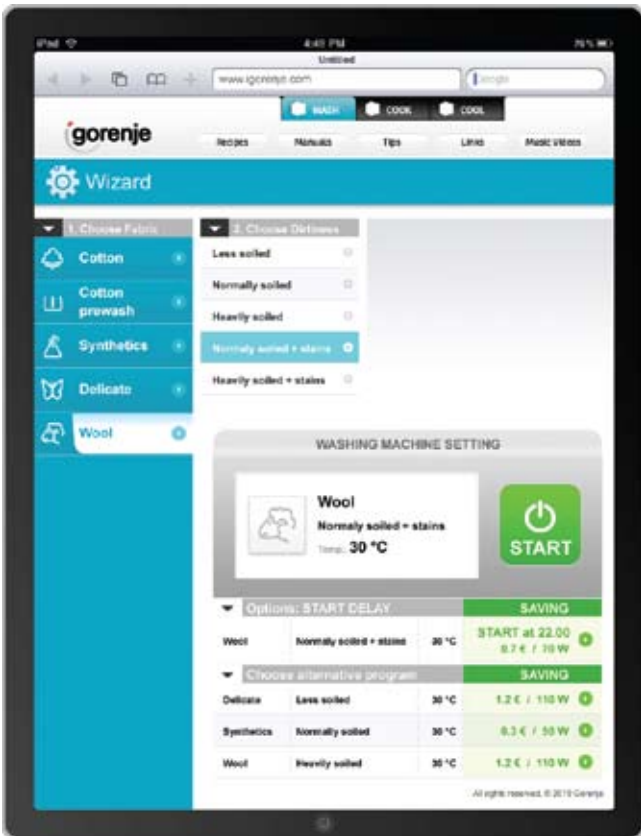 iPad
4:40 PM
Untitled
www.igorenje.com
Google
WASH
COOK
COOL
gorenje
Recipes
Manuals
Tips
Links
Music Videos
Wizard
1. Choose Fabric
2. Choose Dirtiness
Cotton
Cotton
prewash
Synthetics
Delicate
Wool
Less soiled
Normally soiled
Heavily soiled
Normaly soiled + stains
Heavily soiled + stains
WASHING MACHINE SETTING
Wool
Normaly soiled + stains
Temp.: 30 °C
START
Options: START DELAY
SAVING
Wool
Normaly soiled + stains
30 °C
START at 22.00
0.7 € / 70 W
Choose alternative program
SAVING
Delicate
Less soiled
30 °C
1.2 € / 110 W
Synthetics
Normally soiled
30 °C
0.3 € / 50 W
Wool
Heavily soiled
30 °C
1.2 € / 110 W
All rights reserved. © 2010 Gorenje